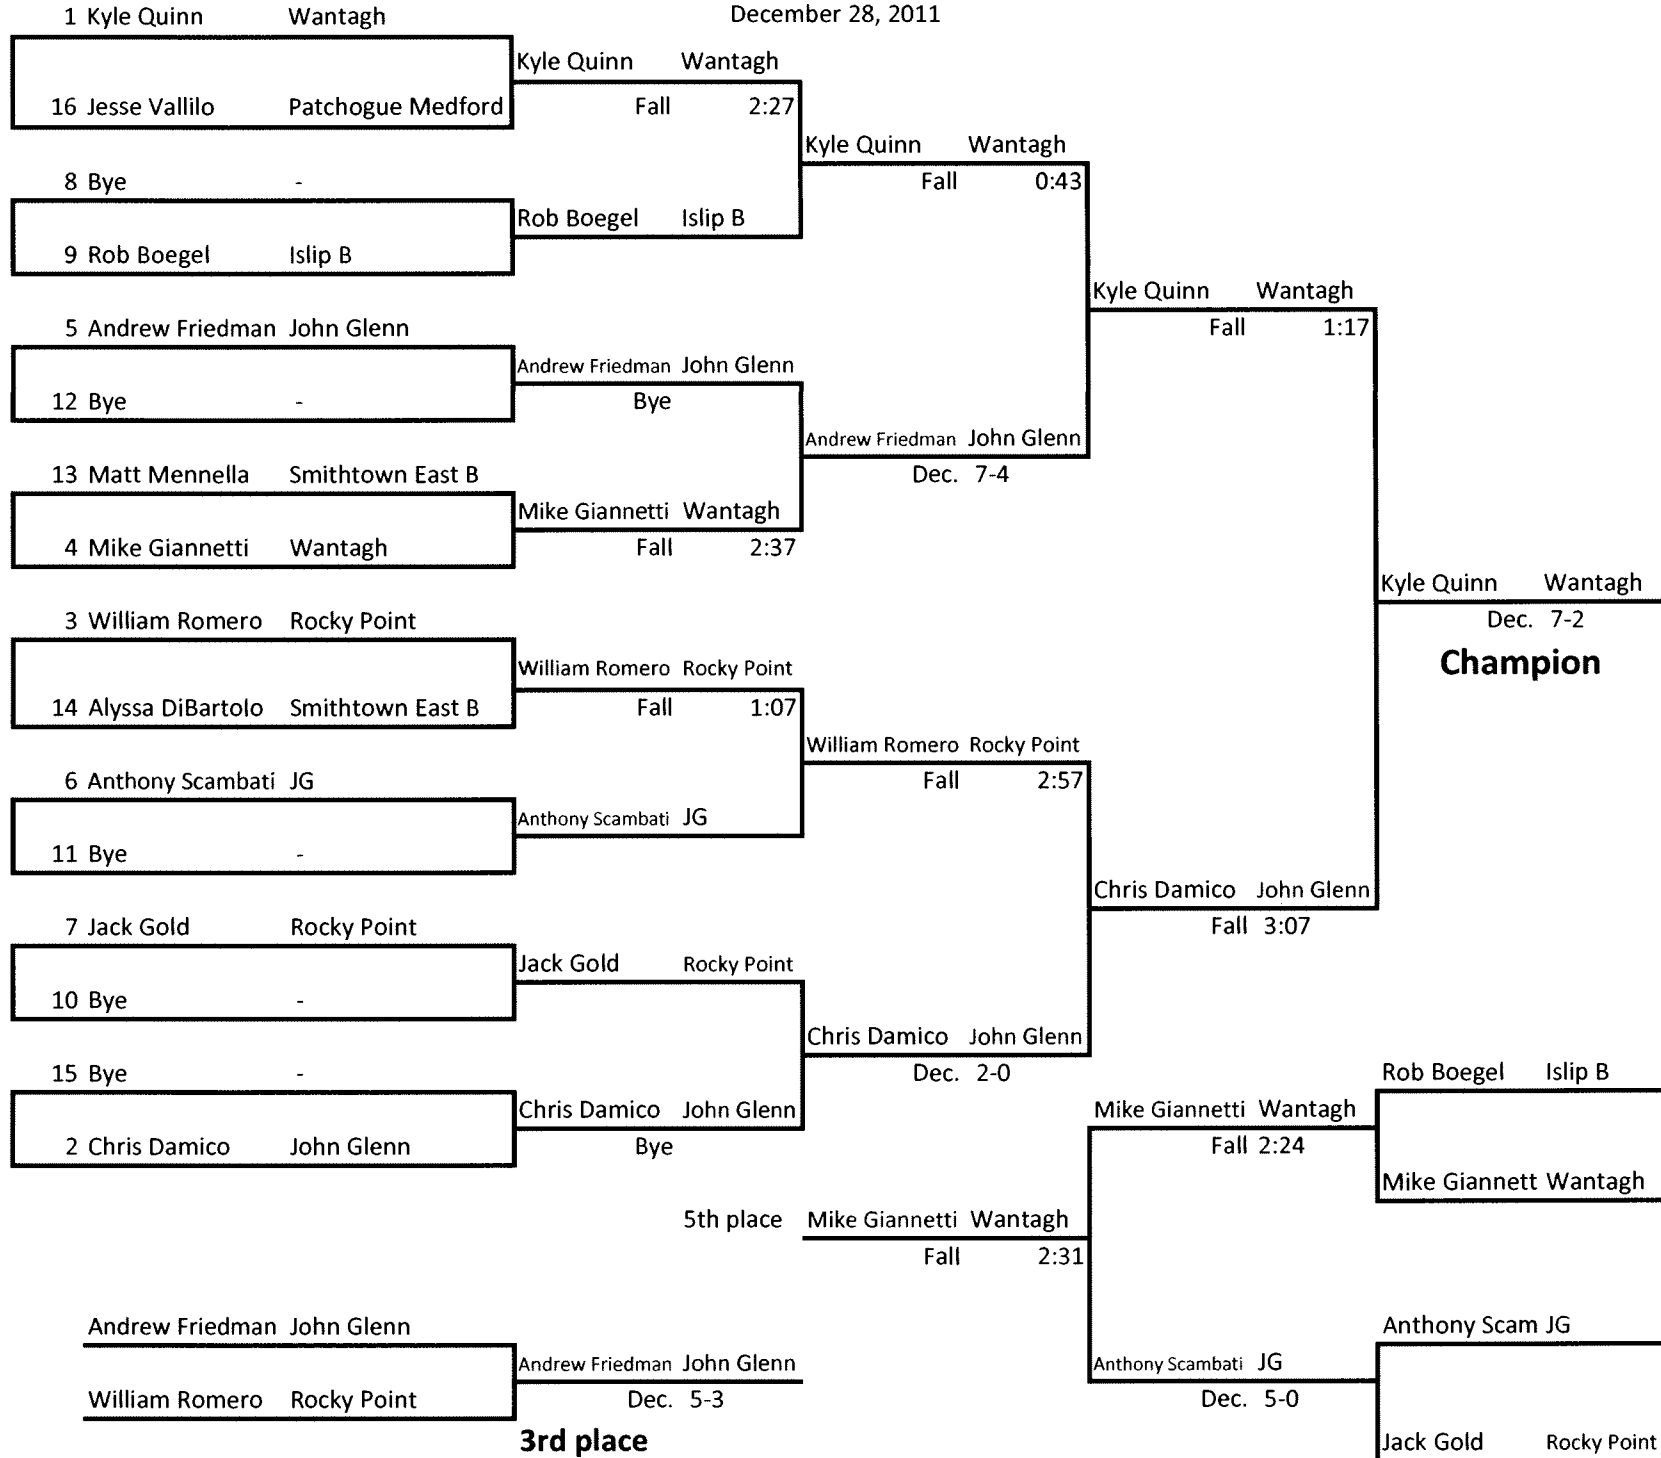 December 28, 2011
1 Kyle Quinn Wantagh
16 Jesse Vallilo Patchogue Medford
8 Bye -
9 Rob Boegel Islip B
5 Andrew Friedman John Glenn
12 Bye -
13 Matt Mennella Smithtown East B
4 Mike Giannetti Wantagh
3 William Romero Rocky Point
14 Alyssa DiBartolo Smithtown East B
6 Anthony Scambati JG
11 Bye -
7 Jack Gold Rocky Point
10 Bye -
15 Bye -
2 Chris Damico John Glenn
Kyle Quinn Wantagh
Fall 2:27
Rob Boegel Islip B
Andrew Friedman John Glenn
Bye
Mike Giannetti Wantagh
Fall 2:37
William Romero Rocky Point
Fall 1:07
Anthony Scambati JG
Jack Gold Rocky Point
Chris Damico John Glenn
Bye
Kyle Quinn Wantagh
Fall 0:43
Andrew Friedman John Glenn
Dec. 7-4
William Romero Rocky Point
Fall 2:57
Chris Damico John Glenn
Dec. 2-0
Kyle Quinn Wantagh
Fall 1:17
Chris Damico John Glenn
Fall 3:07
Kyle Quinn Wantagh
Dec. 7-2
Champion
Rob Boegel Islip B
Mike Giannett Wantagh
Anthony Scam JG
Jack Gold Rocky Point
Mike Giannetti Wantagh
Fall 2:24
Anthony Scambati JG
Dec. 5-0
5th place Mike Giannetti Wantagh
Fall 2:31
Andrew Friedman John Glenn
William Romero Rocky Point
Andrew Friedman John Glenn
Dec. 5-3
3rd place